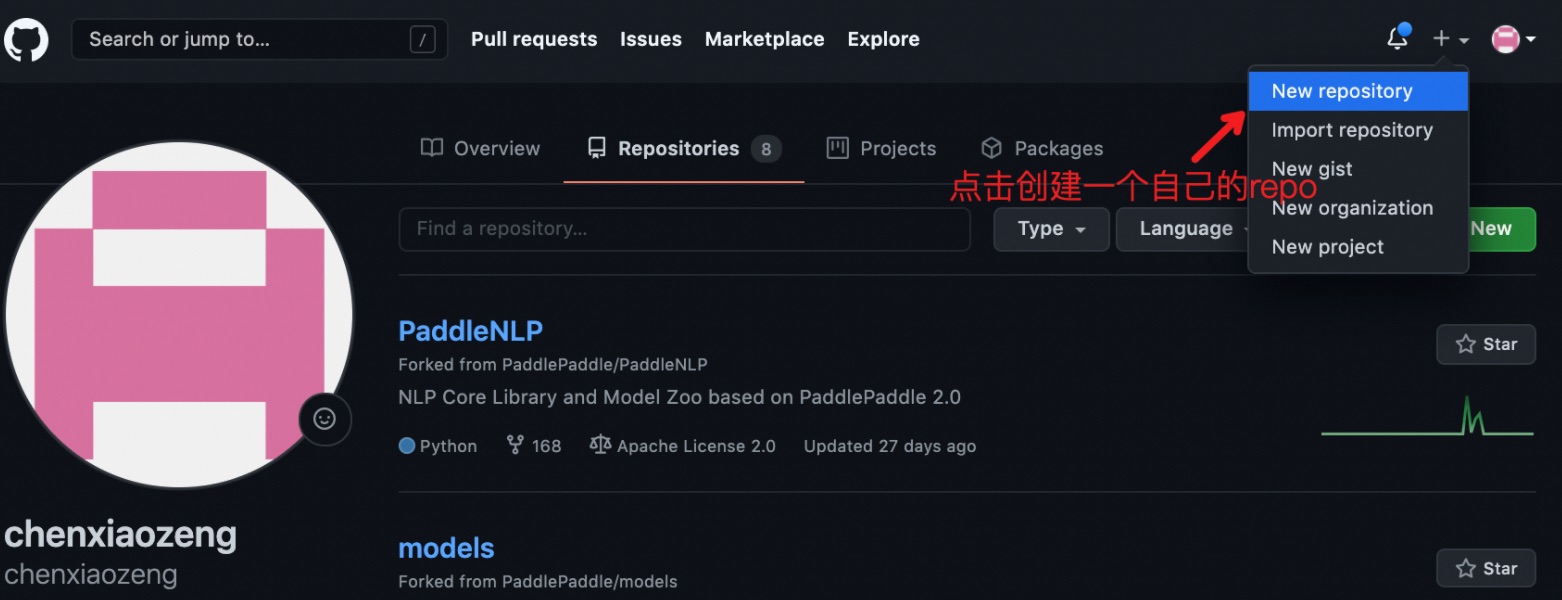 Search or jump to... /
Pull requests Issues Marketplace Explore
New repository
Import repository
New gist
New organization
New project
Overview Repositories 8 Projects Packages
点击创建一个自己的repo
Find a repository... Type Language New
PaddleNLP
Star
Forked from PaddlePaddle/PaddleNLP
NLP Core Library and Model Zoo based on PaddlePaddle 2.0
Python 168 Apache License 2.0 Updated 27 days ago
chenxiaozeng
chenxiaozeng
models
Star
Forked from PaddlePaddle/models